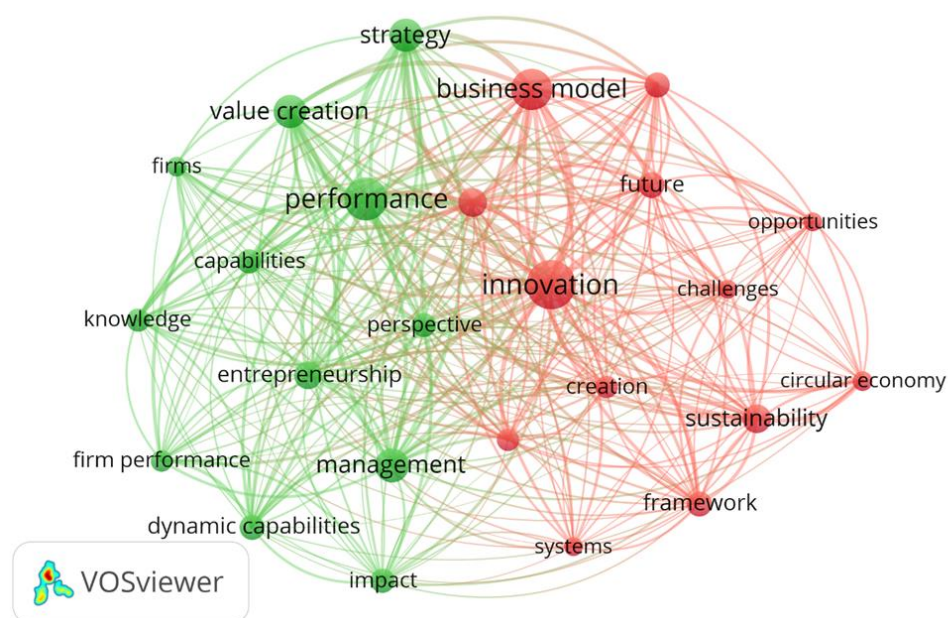 strategy
business model
value creation
firms
future
performance
opportunities
capabilities
innovation
challenges
knowledge
perspective
entrepreneurship
creation
circular economy
sustainability
firm performance
management
framework
dynamic capabilities
systems
impact
VOSviewer